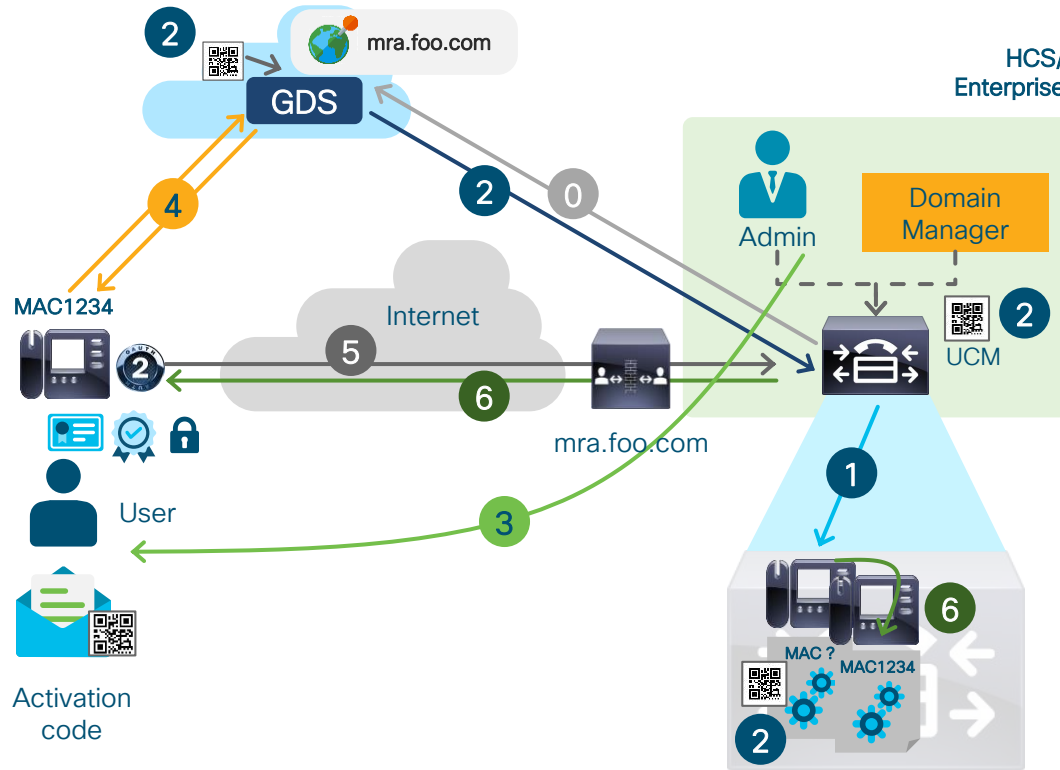 2
mra.foo.com
HCS/
Enterprise
GDS
4
2
0
Admin
Domain
Manager
MAC1234
Internet
2
UCM
2
5
6
mra.foo.com
1
User
3
6
MAC ?
MAC1234
2
Activation
code